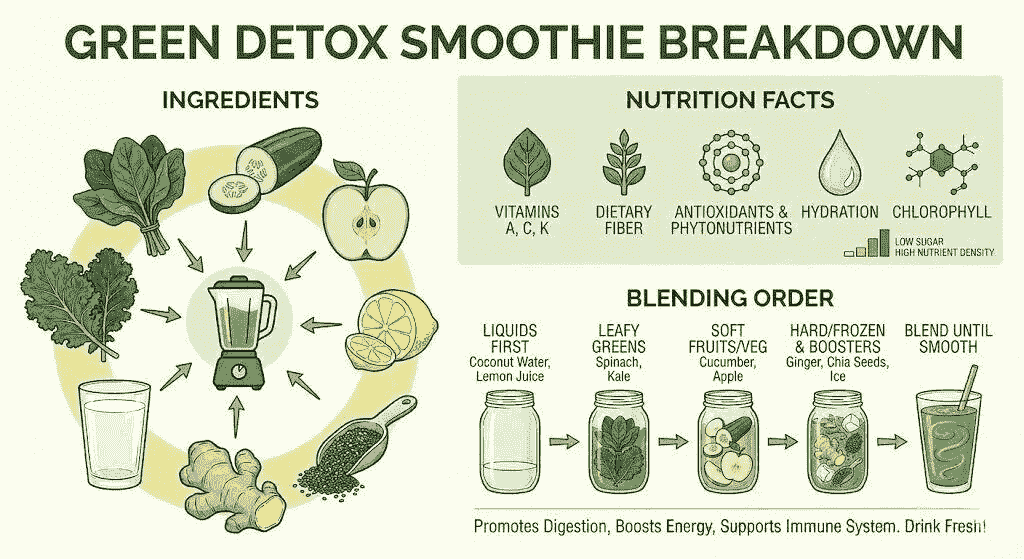 GREEN DETOX SMOOTHIE BREAKDOWN
INGREDIENTS
NUTRITION FACTS
VITAMINS
A, C, K
DIETARY
FIBER
ANTIOXIDANTS &
PHYTONUTRIENTS
HYDRATION
CHLOROPHYLL
LOW SUGAR
HIGH NUTRIENT DENSITY
BLENDING ORDER
LIQUIDS
FIRST
Coconut Water,
Lemon Juice
LEAFY
GREENS
Spinach,
Kale
SOFT
FRUITS/VEG
Cucumber,
Apple
HARD/FROZEN
& BOOSTERS
Ginger, Chia Seeds,
Ice
BLEND UNTIL
SMOOTH
Promotes Digestion, Boosts Energy, Supports Immune System. Drink Fresh!